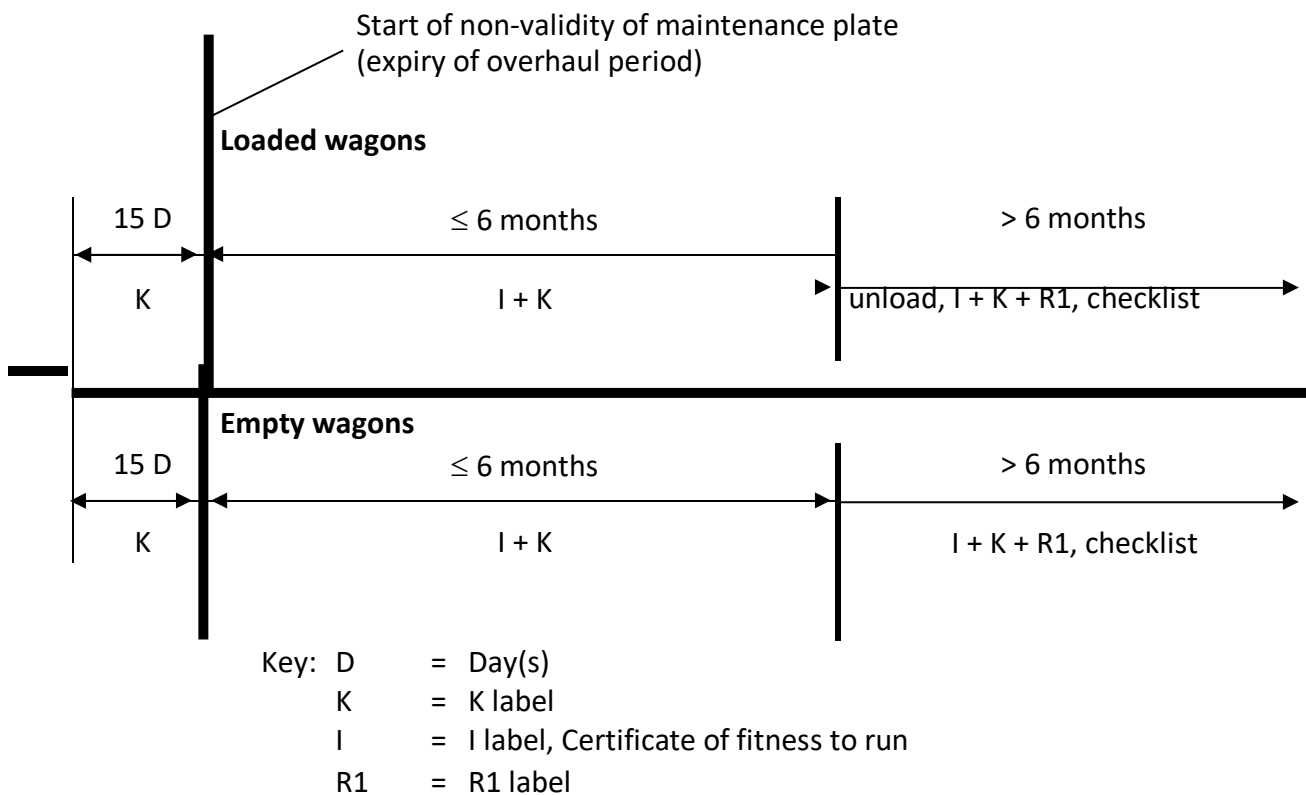 Start of non-validity of maintenance plate
(expiry of overhaul period)
Loaded wagons
15 D ≤ 6 months > 6 months
K I + K unload, I + K + R1, checklist
Empty wagons
15 D ≤ 6 months > 6 months
K I + K I + K + R1, checklist
Key: D = Day(s)
K = K label
I = I label, Certificate of fitness to run
R1 = R1 label